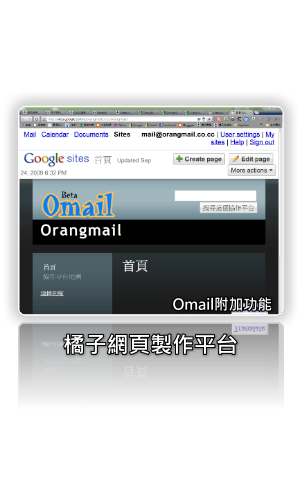 Mail Calendar Documents Sites mail@orangmail.co.cc | User settings | My
sites | Help | Sign out
Google sites 首頁 Updated Sep
Create page Edit page
24, 2009 6:32 PM
More actions
Beta
Omail
搜尋這個操作平台
Orangmail
首頁
首頁
Omail附加功能
橘子網頁製作平台